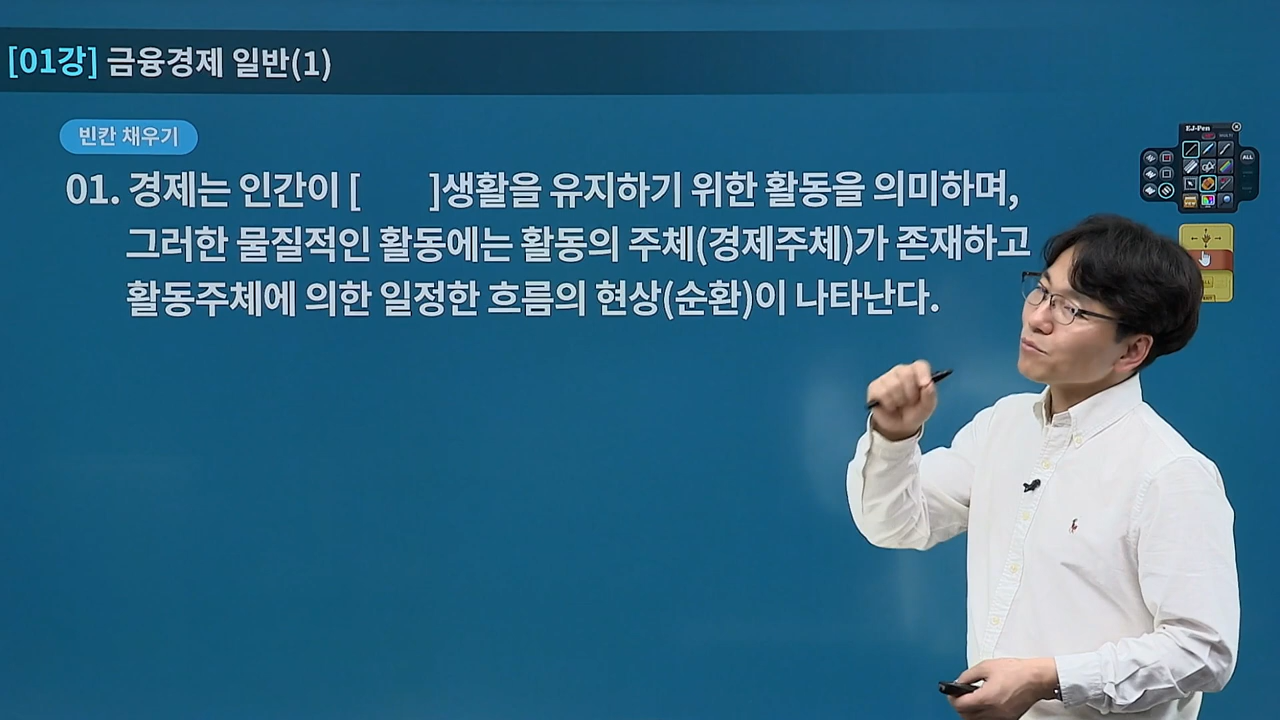 [01강] 금융경제 일반(1)
빈칸 채우기
01. 경제는 인간이 [ ]생활을 유지하기 위한 활동을 의미하며,
그러한 물질적인 활동에는 활동의 주체(경제주체)가 존재하고
활동주체에 의한 일정한 흐름의 현상(순환)이 나타난다.
EJ-Pen
ALL